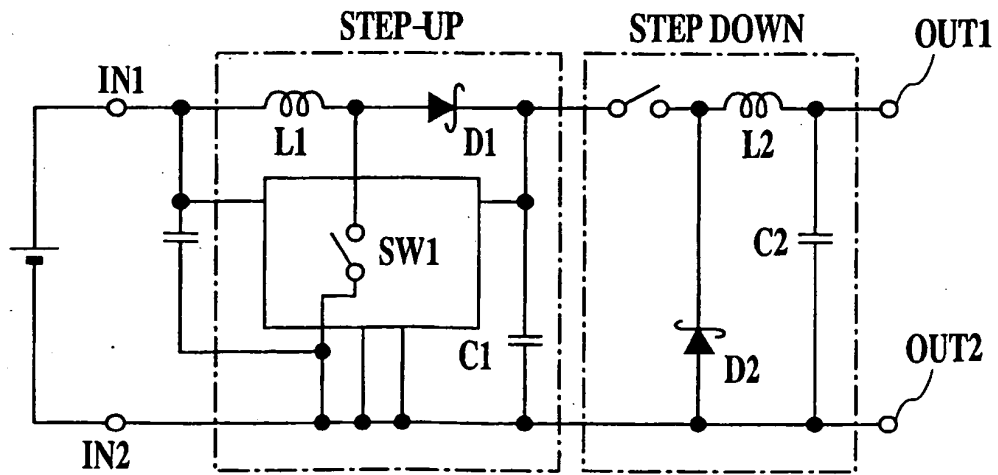 STEP-UP
STEP DOWN
OUT1
IN1
L1
D1
L2
SW1
C2
C1
D2
OUT2
IN2